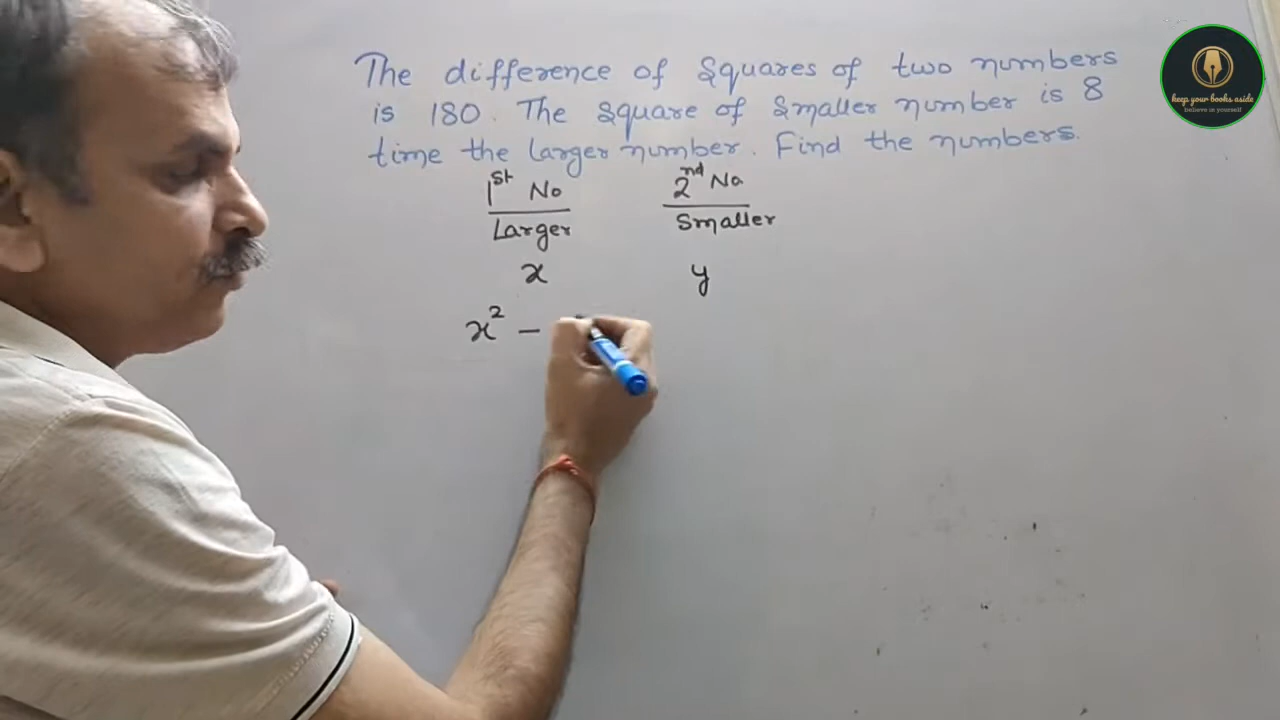 The difference of squares of two numbers
is 180. The square of smaller number is 8
time the larger number. Find the numbers.
1st No 2nd No
Larger Smaller
x y
x² –
keep your books aside
believe in yourself